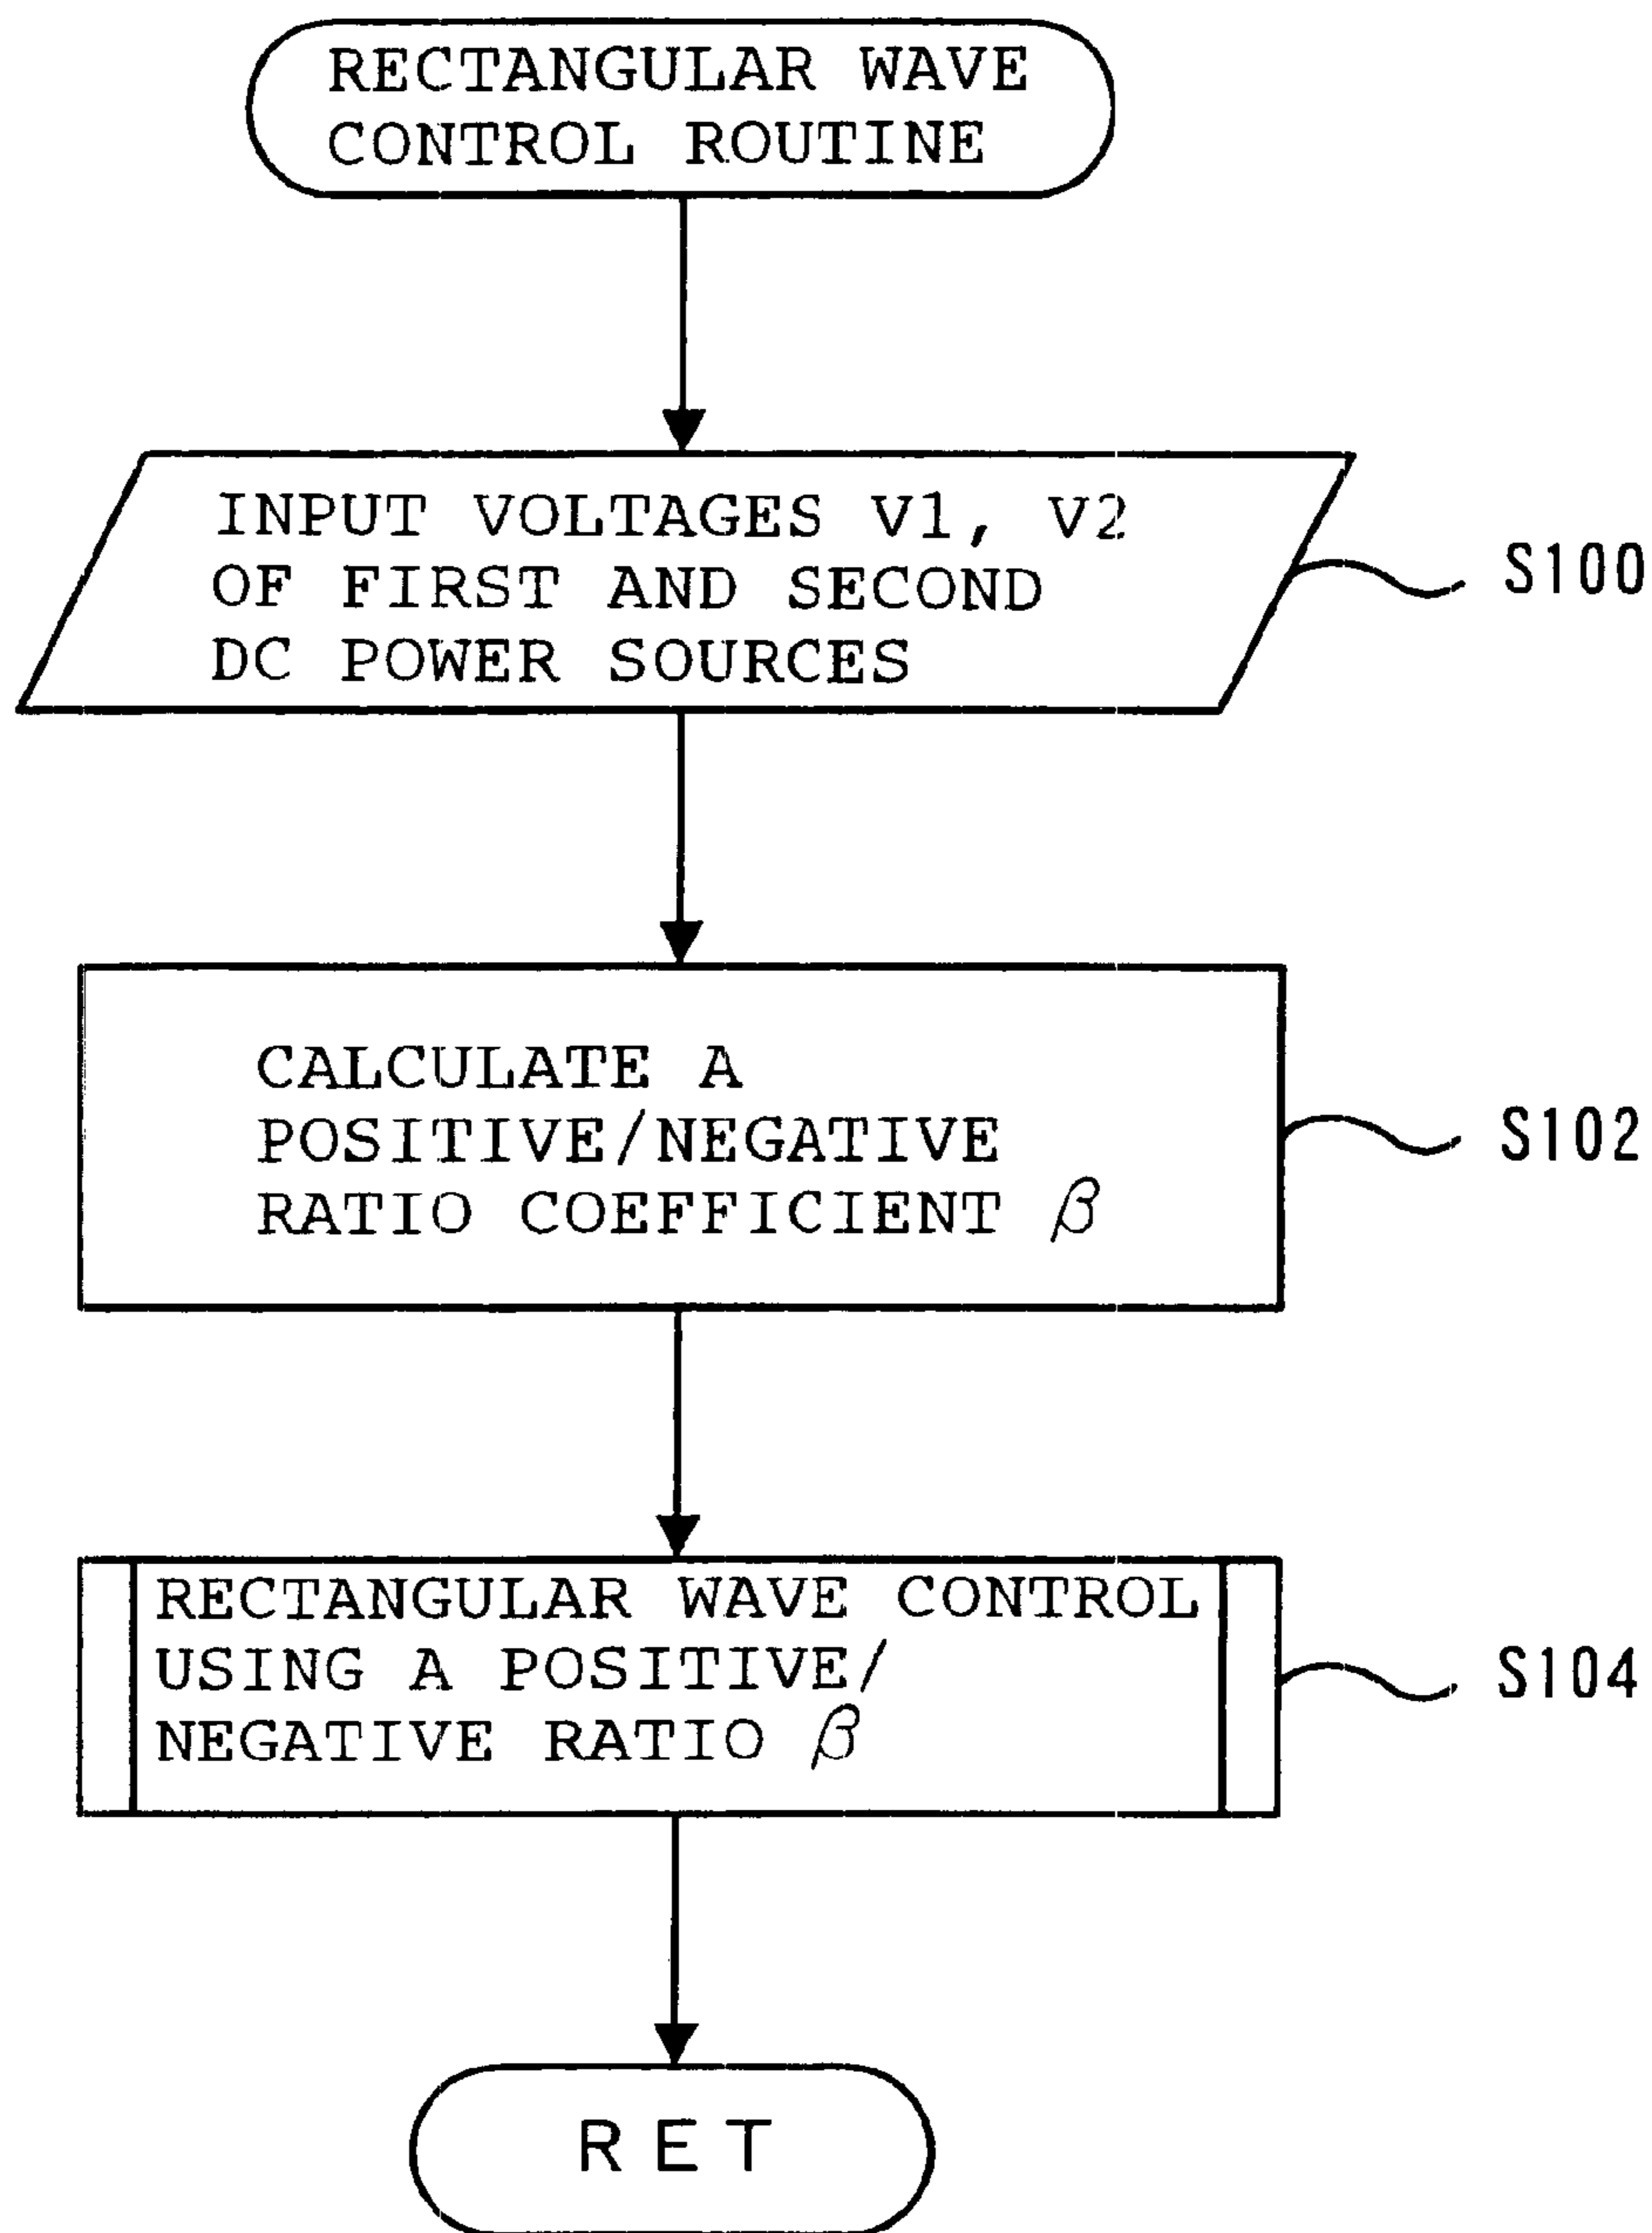 RECTANGULAR WAVE
CONTROL ROUTINE
INPUT VOLTAGES V1, V2
OF FIRST AND SECOND
DC POWER SOURCES
S100
CALCULATE A
POSITIVE/NEGATIVE
RATIO COEFFICIENT β
S102
RECTANGULAR WAVE CONTROL
USING A POSITIVE/
NEGATIVE RATIO β
S104
RET